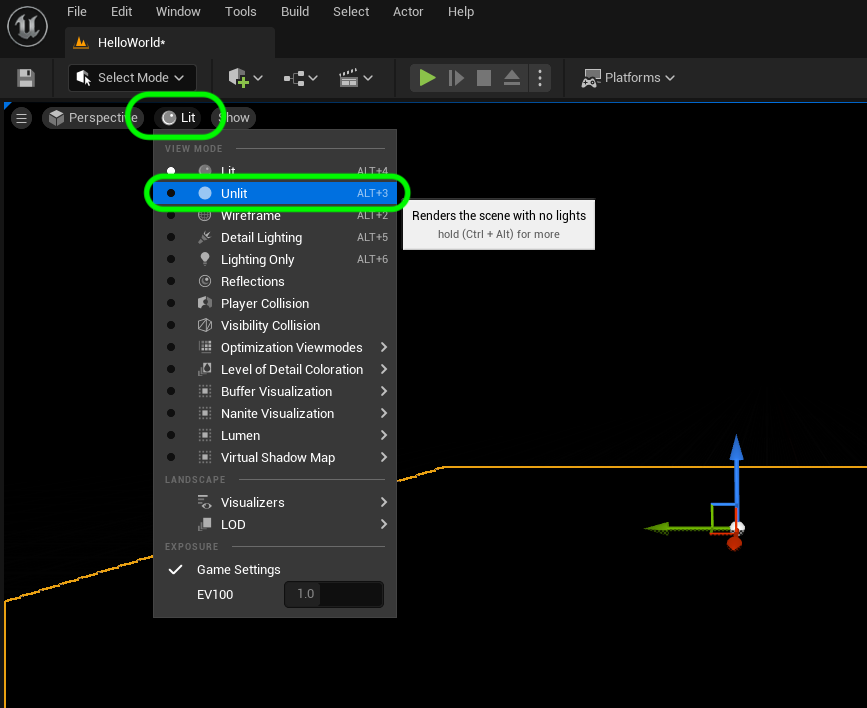 File Edit Window Tools Build Select Actor Help
HelloWorld*
Select Mode Platforms
Perspective Lit Show
VIEW MODE
Lit ALT+4
Unlit ALT+3
Renders the scene with no lights
Wireframe ALT+2
hold (Ctrl + Alt) for more
Detail Lighting ALT+5
Lighting Only ALT+6
Reflections
Player Collision
Visibility Collision
Optimization Viewmodes
Level of Detail Coloration
Buffer Visualization
Nanite Visualization
Lumen
Virtual Shadow Map
LANDSCAPE
Visualizers
LOD
EXPOSURE
Game Settings
EV100 1.0